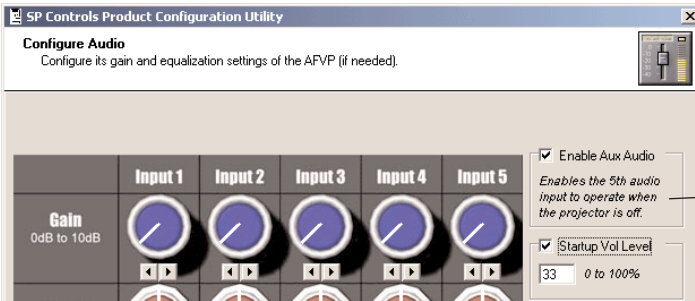 SP Controls Product Configuration Utility
Configure Audio
Configure its gain and equalization settings of the AFVP (if needed).
Input 1 Input 2 Input 3 Input 4 Input 5
Gain
0dB to 10dB
Enable Aux Audio
Enables the 5th audio
input to operate when
the projector is off.
Startup Vol Level
33 0 to 100%